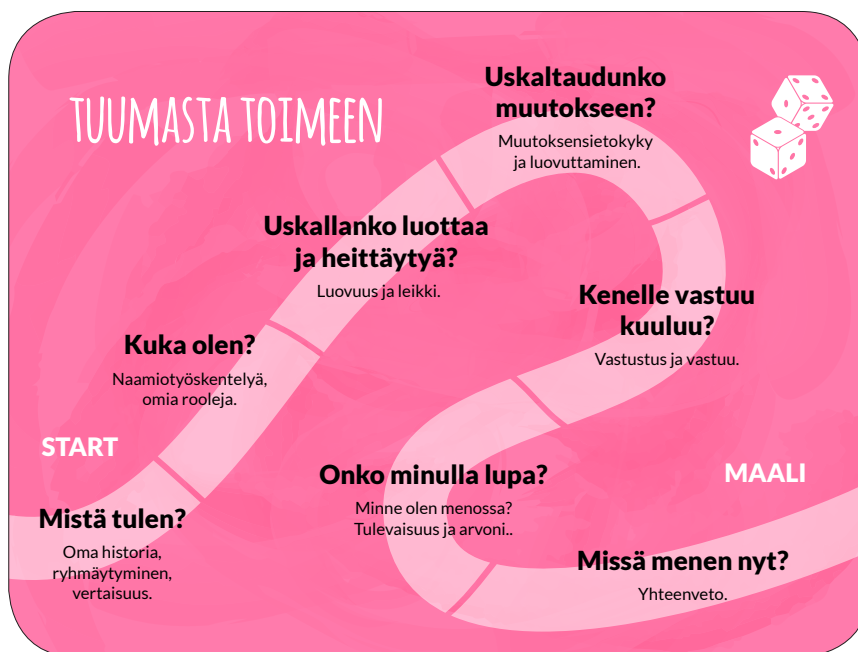 TUUMASTA TOIMEEN
START
Mistä tulen?
Oma historia,
ryhmäytyminen,
vertaisuus.
Kuka olen?
Naamiotyöskentelyä,
omia rooleja.
Uskallanko luottaa
ja heittäytyä?
Luovuus ja leikki.
Uskaltaudunko
muutokseen?
Muutoksensietokyky
ja luovuttaminen.
Kenelle vastuu
kuuluu?
Vastustus ja vastuu.
Onko minulla lupa?
Minne olen menossa?
Tulevaisuus ja arvoni..
Missä menen nyt?
Yhteenveto.
MAALI